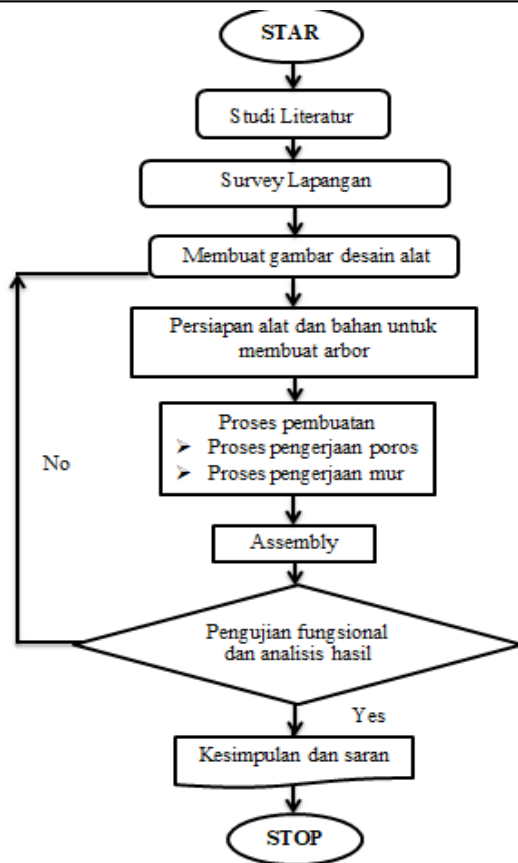 STAR
Studi Literatur
Survey Lapangan
Membuat gambar desain alat
Persiapan alat dan bahan untuk
membuat arbor
Proses pembuatan
➢ Proses pengerjaan poros
➢ Proses pengerjaan mur
No
Assembly
Pengujian fungsional
dan analisis hasil
Yes
Kesimpulan dan saran
STOP